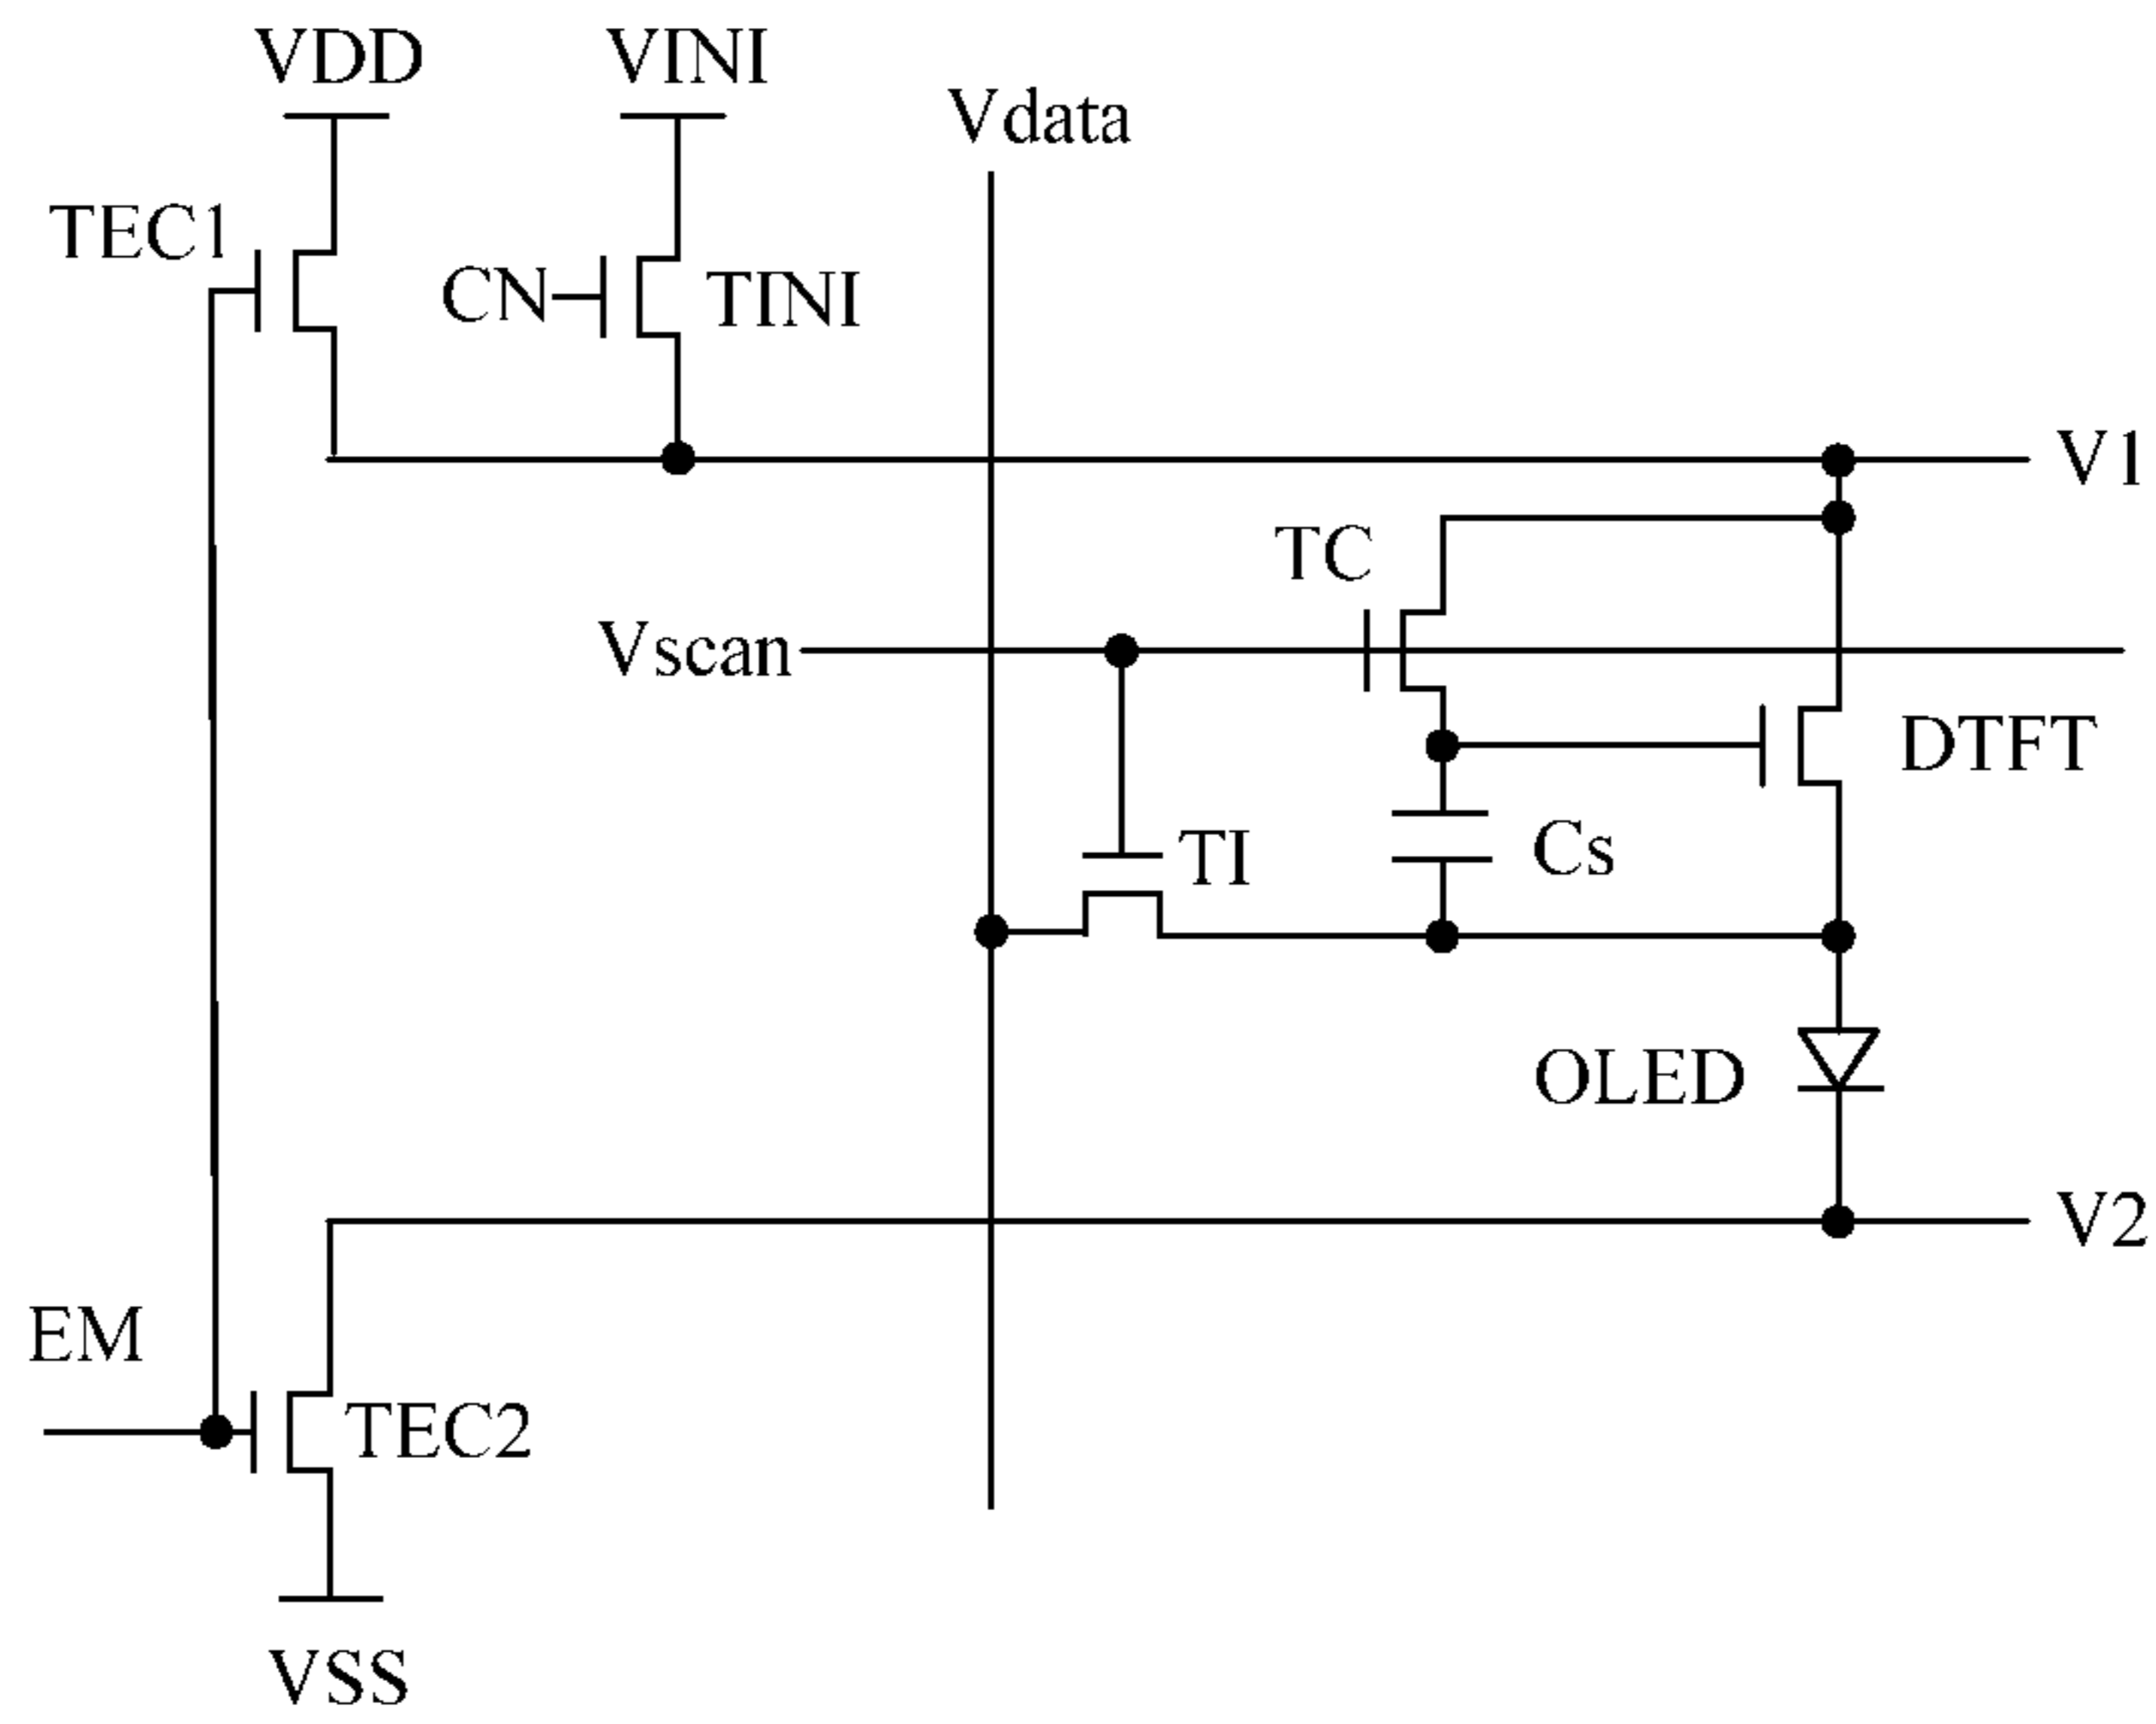 VDD
VINI
Vdata
TEC1
CN
TINI
V1
TC
Vscan
DTFT
TI
Cs
OLED
V2
EM
TEC2
VSS